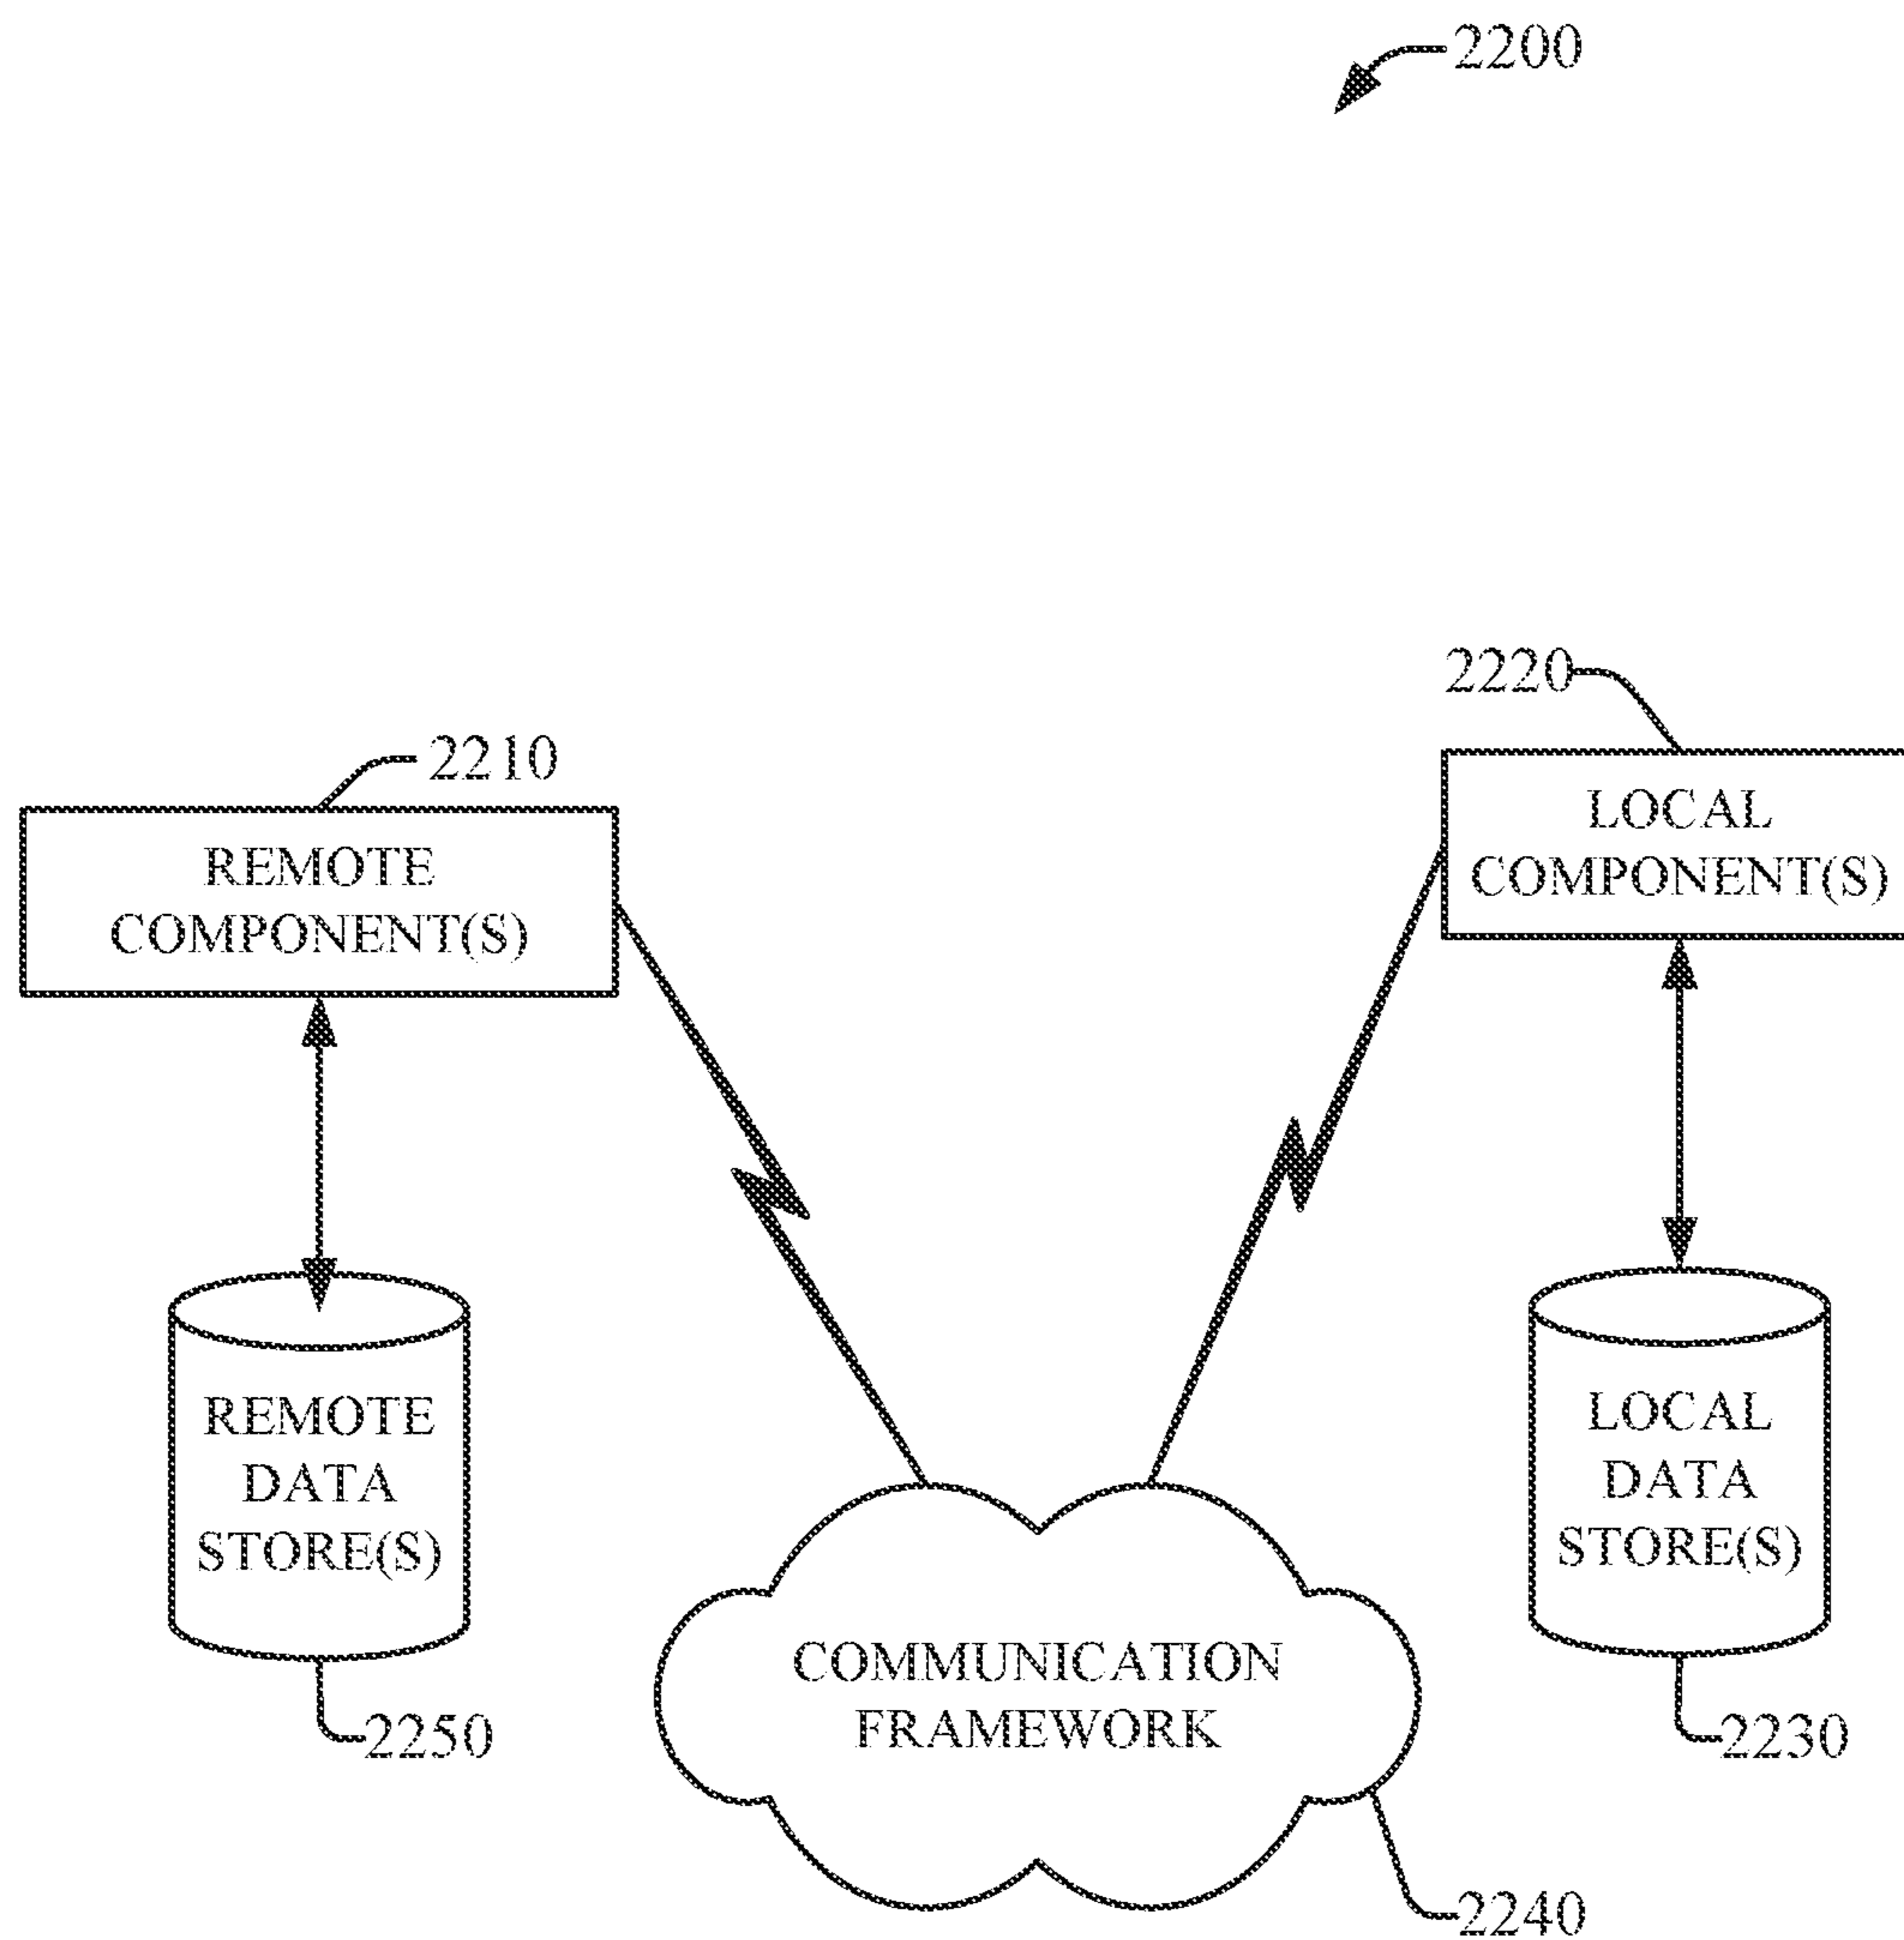 2200
2220
2210
LOCAL
COMPONENT(S)
REMOTE
COMPONENT(S)
REMOTE
DATA
STORE(S)
LOCAL
DATA
STORE(S)
COMMUNICATION
FRAMEWORK
2250
2230
2240